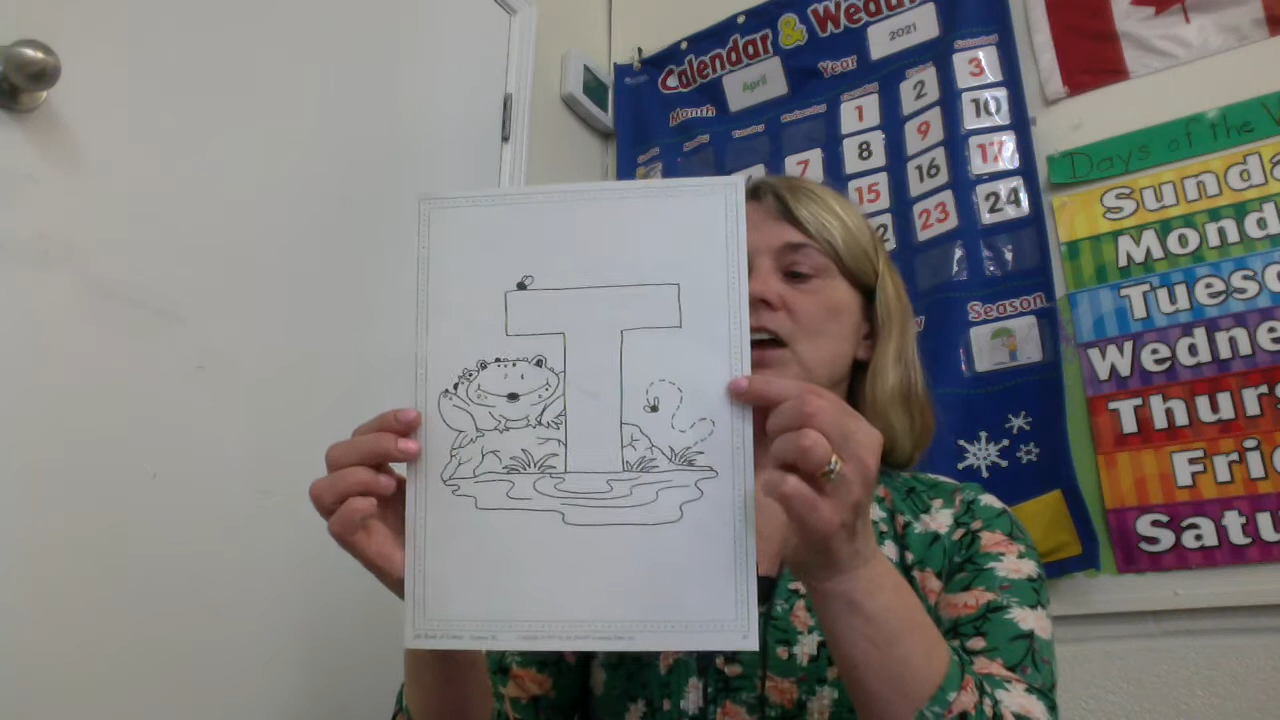 Calendar & Weath
Month April Year 2021
Saturday
1 2 3
7 8 9 10
15 16 17
2 23 24
Season
Days of the W
Sunda
Mond
Tuesd
Wedne
Thurs
Frid
Satu
T